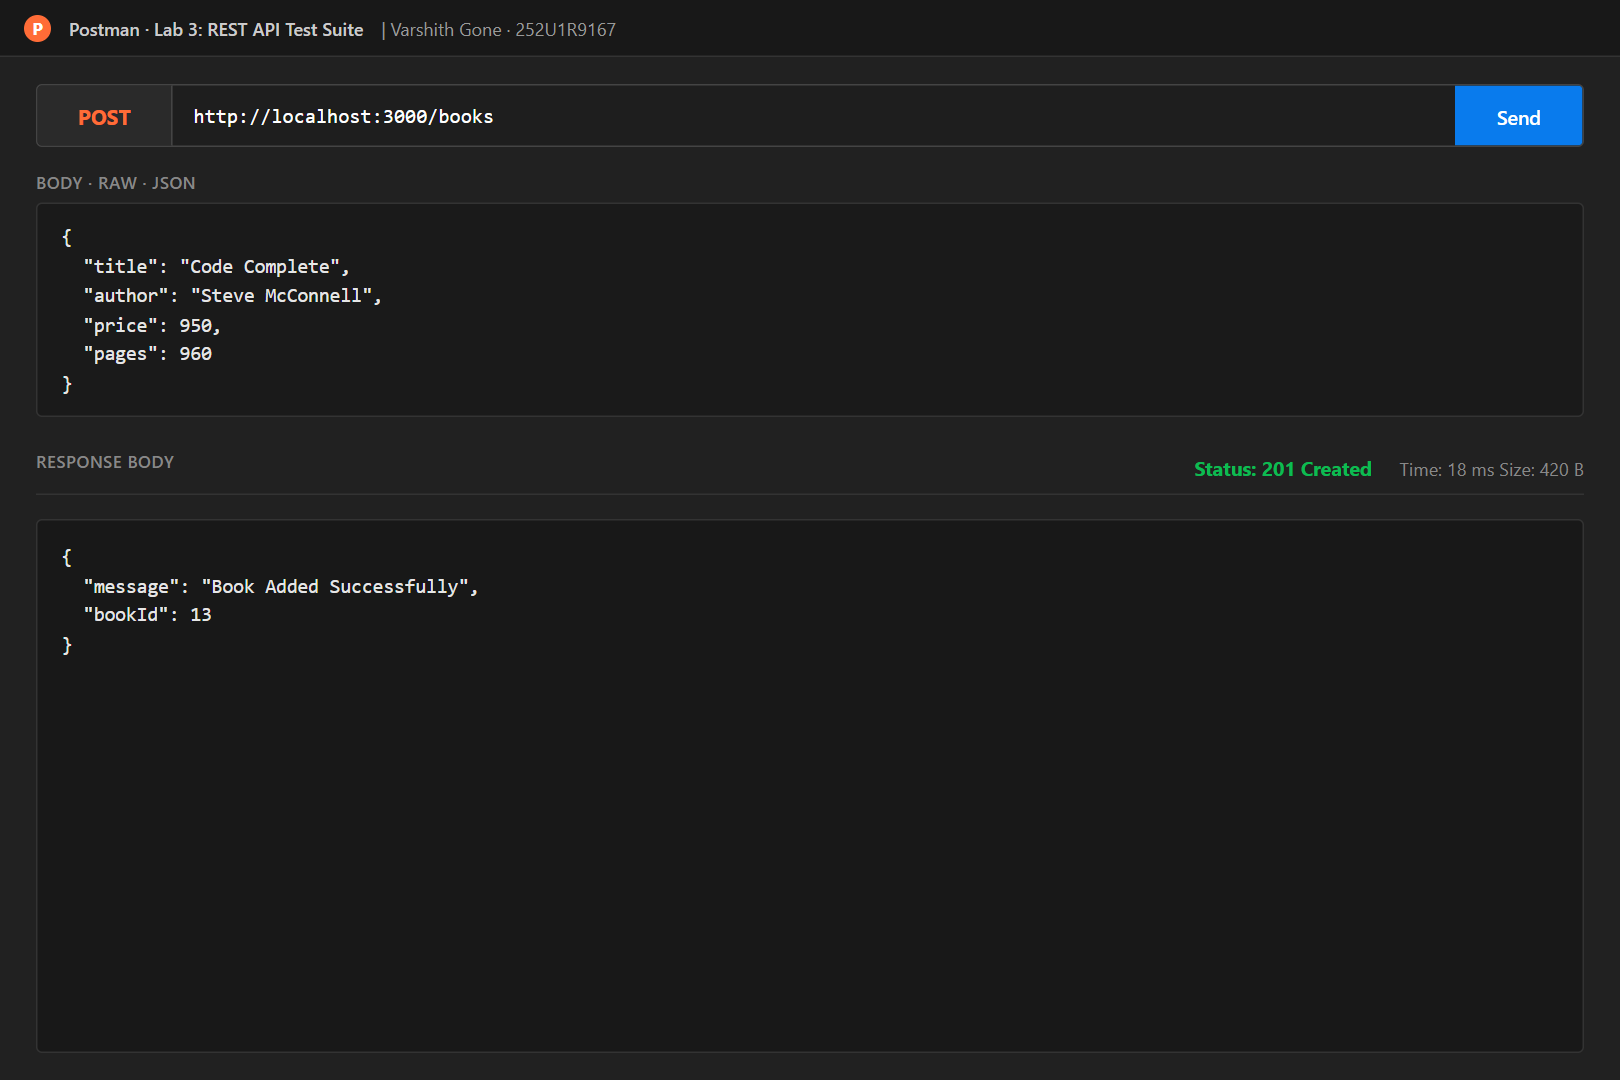 P Postman · Lab 3: REST API Test Suite | Varshith Gone · 252U1R9167
POST http://localhost:3000/books Send
BODY · RAW · JSON
{
  "title": "Code Complete",
  "author": "Steve McConnell",
  "price": 950,
  "pages": 960
}
RESPONSE BODY Status: 201 Created Time: 18 ms Size: 420 B
{
  "message": "Book Added Successfully",
  "bookId": 13
}